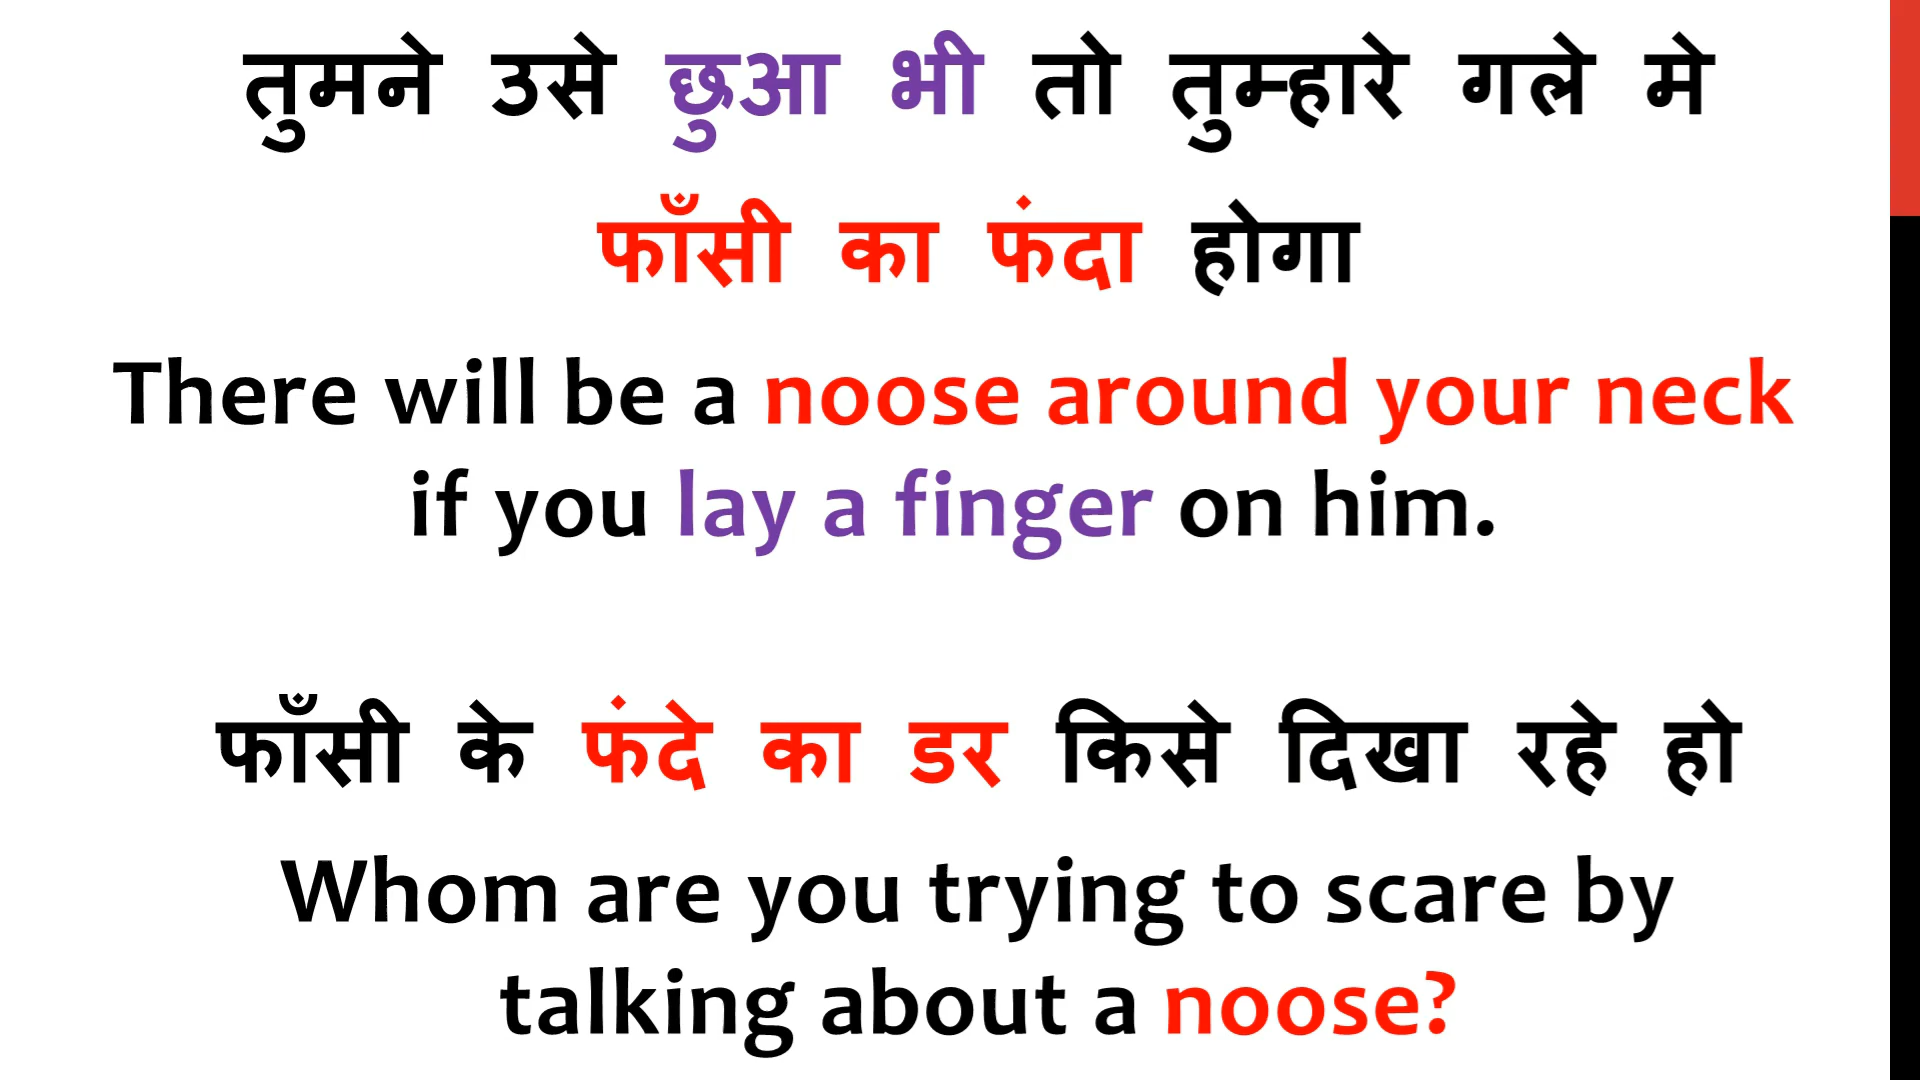 तुमने उसे छुआ भी तो तुम्हारे गले मे
फाँसी का फंदा होगा
There will be a noose around your neck
if you lay a finger on him.
फाँसी के फंदे का डर किसे दिखा रहे हो
Whom are you trying to scare by
talking about a noose?